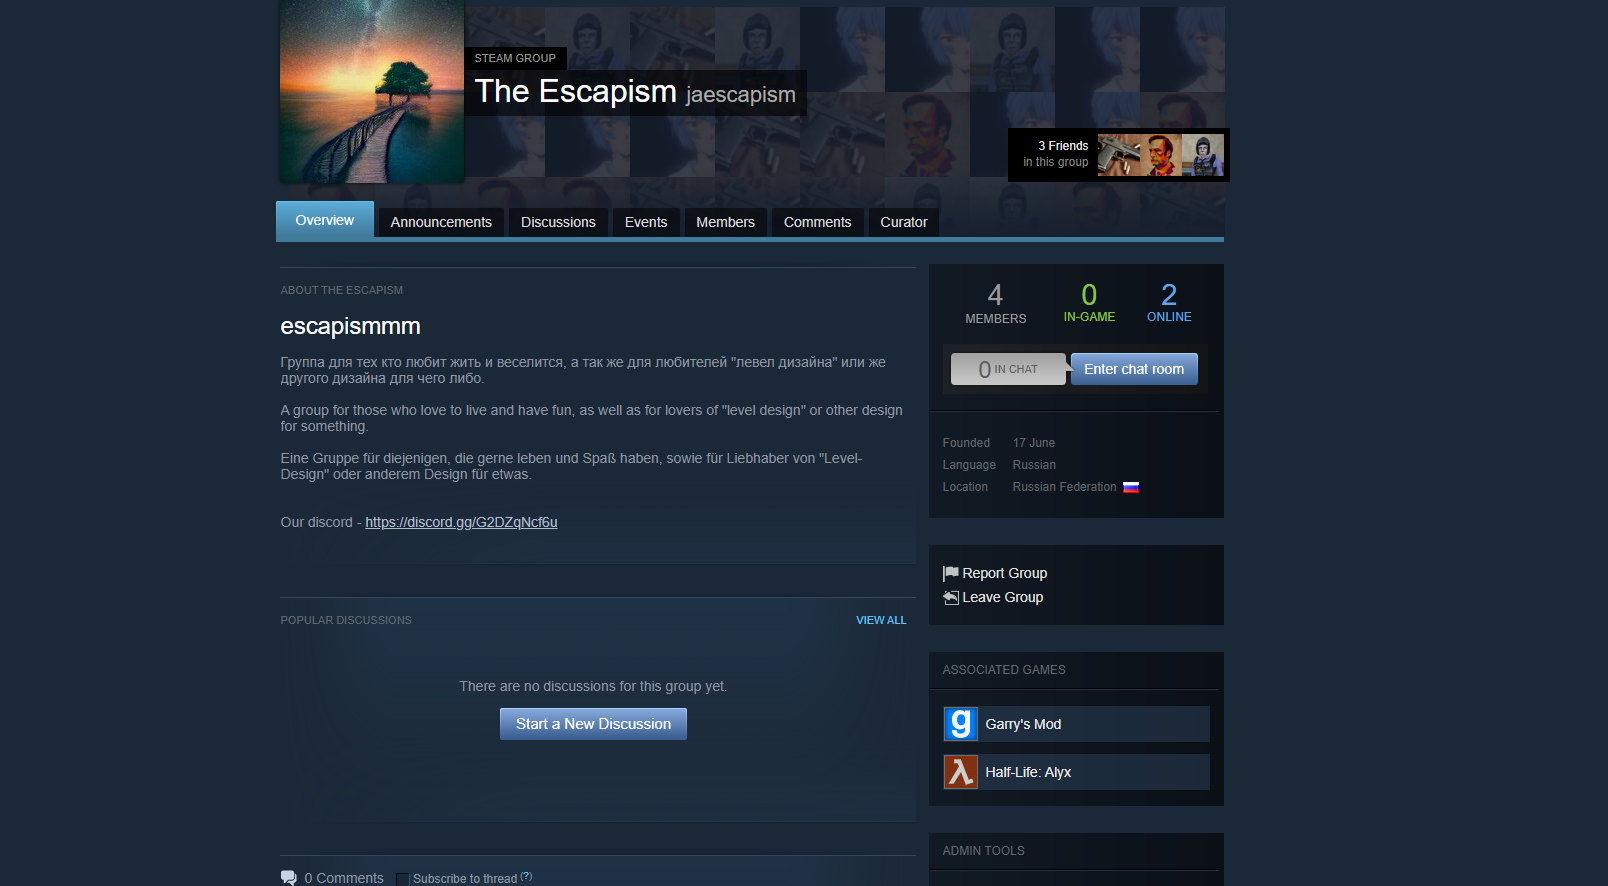 STEAM GROUP
The Escapism jaescapism
3 Friends
in this group
Overview
Announcements
Discussions
Events
Members
Comments
Curator
ABOUT THE ESCAPISM
escapismmm
Группа для тех кто любит жить и веселится, а так же для любителей "левел дизайна" или же
другого дизайна для чего либо.
A group for those who love to live and have fun, as well as for lovers of "level design" or other design
for something.
Eine Gruppe für diejenigen, die gerne leben und Spaß haben, sowie für Liebhaber von "Level-
Design" oder anderem Design für etwas.
Our discord - https://discord.gg/G2DZqNcf6u
POPULAR DISCUSSIONS
VIEW ALL
There are no discussions for this group yet.
Start a New Discussion
0 Comments
Subscribe to thread (?)
4
MEMBERS
0
IN-GAME
2
ONLINE
0 IN CHAT
Enter chat room
Founded 17 June
Language Russian
Location Russian Federation
Report Group
Leave Group
ASSOCIATED GAMES
g Garry's Mod
λ Half-Life: Alyx
ADMIN TOOLS